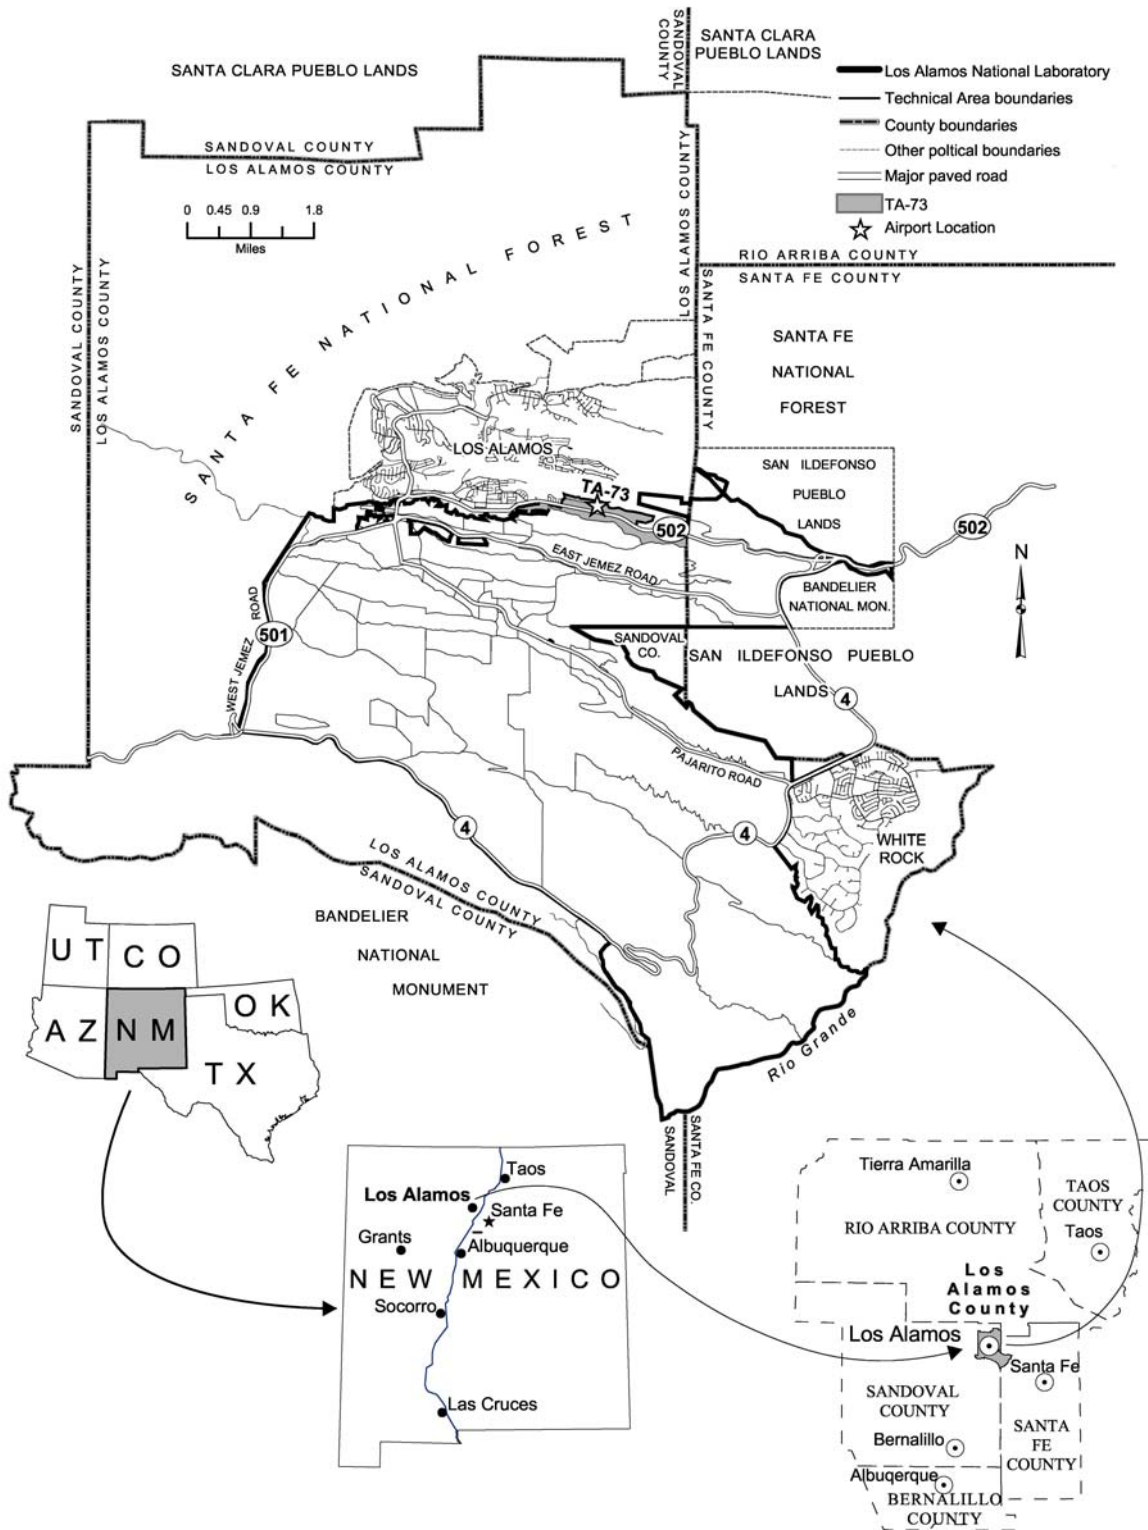 SANTA CLARA PUEBLO LANDS
SANDOVAL
COUNTY
SANTA CLARA
PUEBLO LANDS
Los Alamos National Laboratory
Technical Area boundaries
County boundaries
Other poltical boundaries
Major paved road
TA-73
Airport Location
SANDOVAL COUNTY
LOS ALAMOS COUNTY
0 0.45 0.9 1.8
Miles
LOS ALAMOS COUNTY
SANTA FE COUNTY
RIO ARRIBA COUNTY
SANTA FE COUNTY
SANDOVAL COUNTY
LOS ALAMOS COUNTY
SANTA FE NATIONAL FOREST
SANTA FE
NATIONAL
FOREST
LOS ALAMOS
TA-73
SAN ILDEFONSO
PUEBLO
LANDS
502
502
EAST JEMEZ ROAD
BANDELIER
NATIONAL MON.
N
WEST JEMEZ ROAD
501
SANDOVAL
CO.
SAN ILDEFONSO PUEBLO
LANDS
4
PAJARITO ROAD
4
4
WHITE
ROCK
LOS ALAMOS COUNTY
SANDOVAL COUNTY
BANDELIER
NATIONAL
MONUMENT
Rio Grande
SANDOVAL
SANTA FE CO.
UT
CO
AZ
NM
OK
TX
Taos
Los Alamos
Santa Fe
Grants
Albuquerque
NEW MEXICO
Socorro
Las Cruces
Tierra Amarilla
TAOS
COUNTY
RIO ARRIBA COUNTY
Taos
Los
Alamos
County
Los Alamos
Santa Fe
SANDOVAL
COUNTY
SANTA
FE
COUNTY
Bernalillo
Albuqerque
BERNALILLO
COUNTY